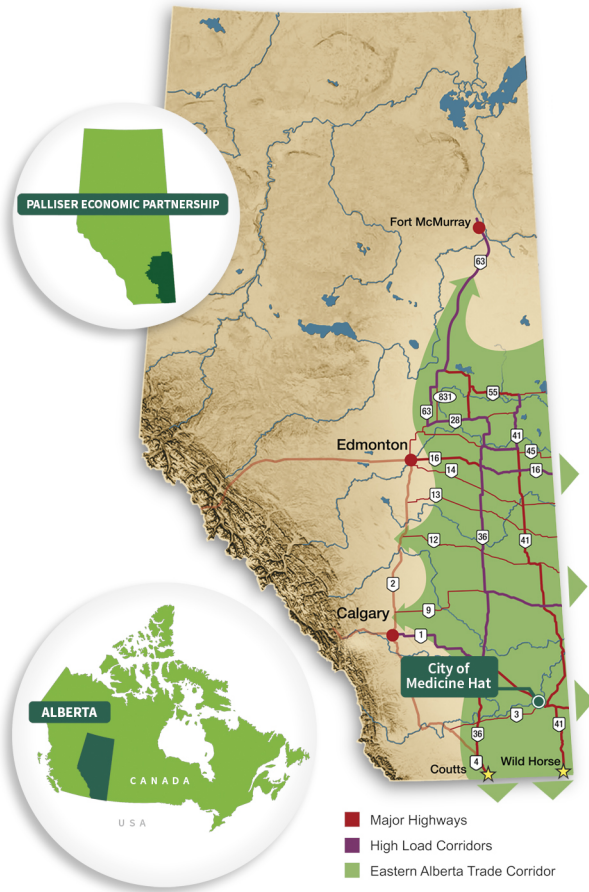 PALLISER ECONOMIC PARTNERSHIP
Fort McMurray
63
55
831
63
28
41
45
Edmonton
16
14
16
13
36
41
12
2
9
Calgary
1
City of
Medicine Hat
3
41
36
4
Coutts
Wild Horse
ALBERTA
CANADA
USA
Major Highways
High Load Corridors
Eastern Alberta Trade Corridor